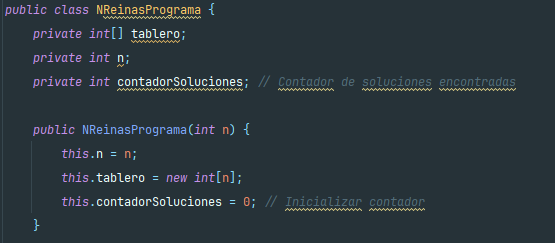 public class NReinasPrograma {
    private int[] tablero;
    private int n;
    private int contadorSoluciones; // Contador de soluciones encontradas
    public NReinasPrograma(int n) {
        this.n = n;
        this.tablero = new int[n];
        this.contadorSoluciones = 0; // Inicializar contador
    }